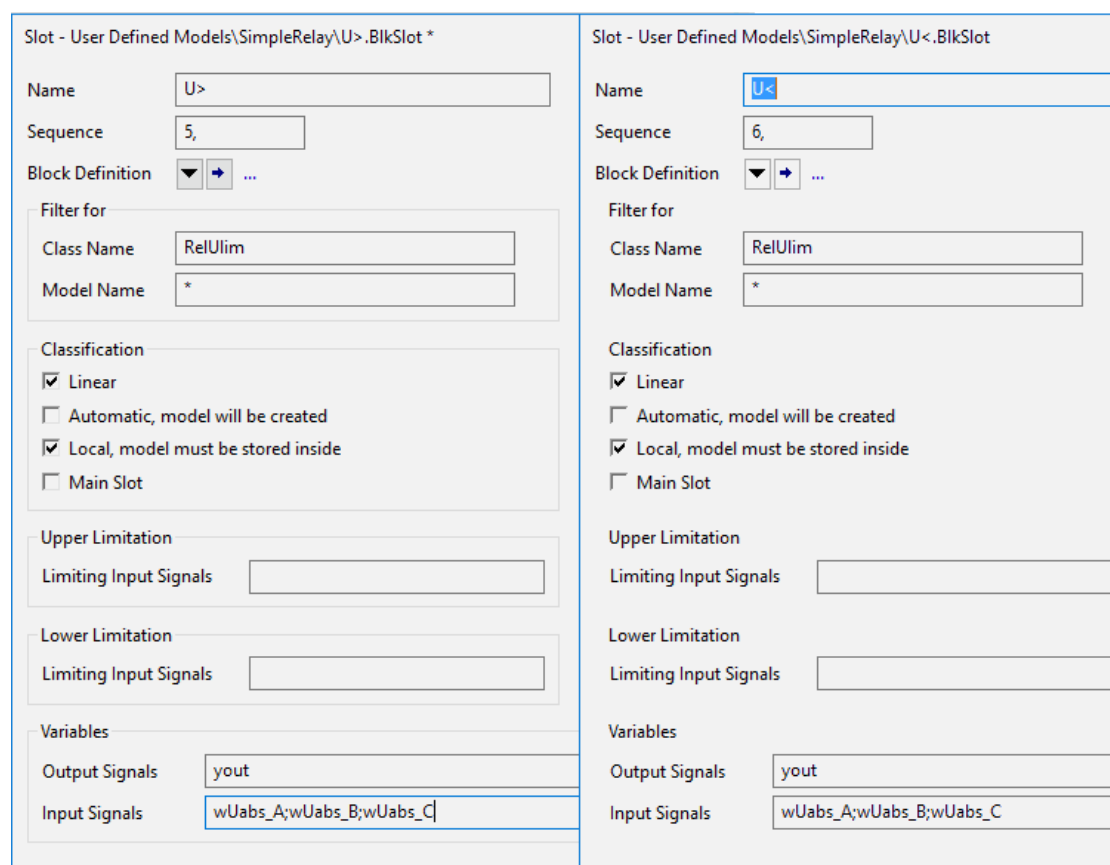 Slot - User Defined Models\SimpleRelay\U>.BlkSlot *
Name U>
Sequence 5,
Block Definition ...
Filter for
Class Name RelUlim
Model Name *
Classification
Linear
Automatic, model will be created
Local, model must be stored inside
Main Slot
Upper Limitation
Limiting Input Signals
Lower Limitation
Limiting Input Signals
Variables
Output Signals yout
Input Signals wUabs_A;wUabs_B;wUabs_C
Slot - User Defined Models\SimpleRelay\U<.BlkSlot
Name U<
Sequence 6,
Block Definition ...
Filter for
Class Name RelUlim
Model Name *
Classification
Linear
Automatic, model will be created
Local, model must be stored inside
Main Slot
Upper Limitation
Limiting Input Signals
Lower Limitation
Limiting Input Signals
Variables
Output Signals yout
Input Signals wUabs_A;wUabs_B;wUabs_C